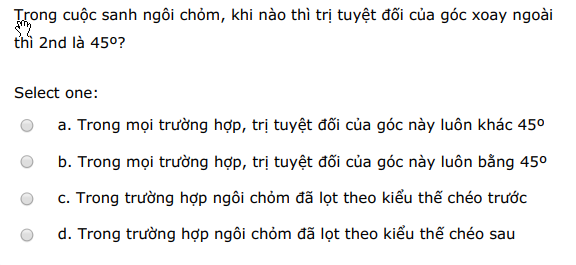 Trong cuộc sanh ngôi chỏm, khi nào thì trị tuyệt đối của góc xoay ngoài
thì 2nd là 45º?
Select one:
a. Trong mọi trường hợp, trị tuyệt đối của góc này luôn khác 45º
b. Trong mọi trường hợp, trị tuyệt đối của góc này luôn bằng 45º
c. Trong trường hợp ngôi chỏm đã lọt theo kiểu thế chéo trước
d. Trong trường hợp ngôi chỏm đã lọt theo kiểu thế chéo sau